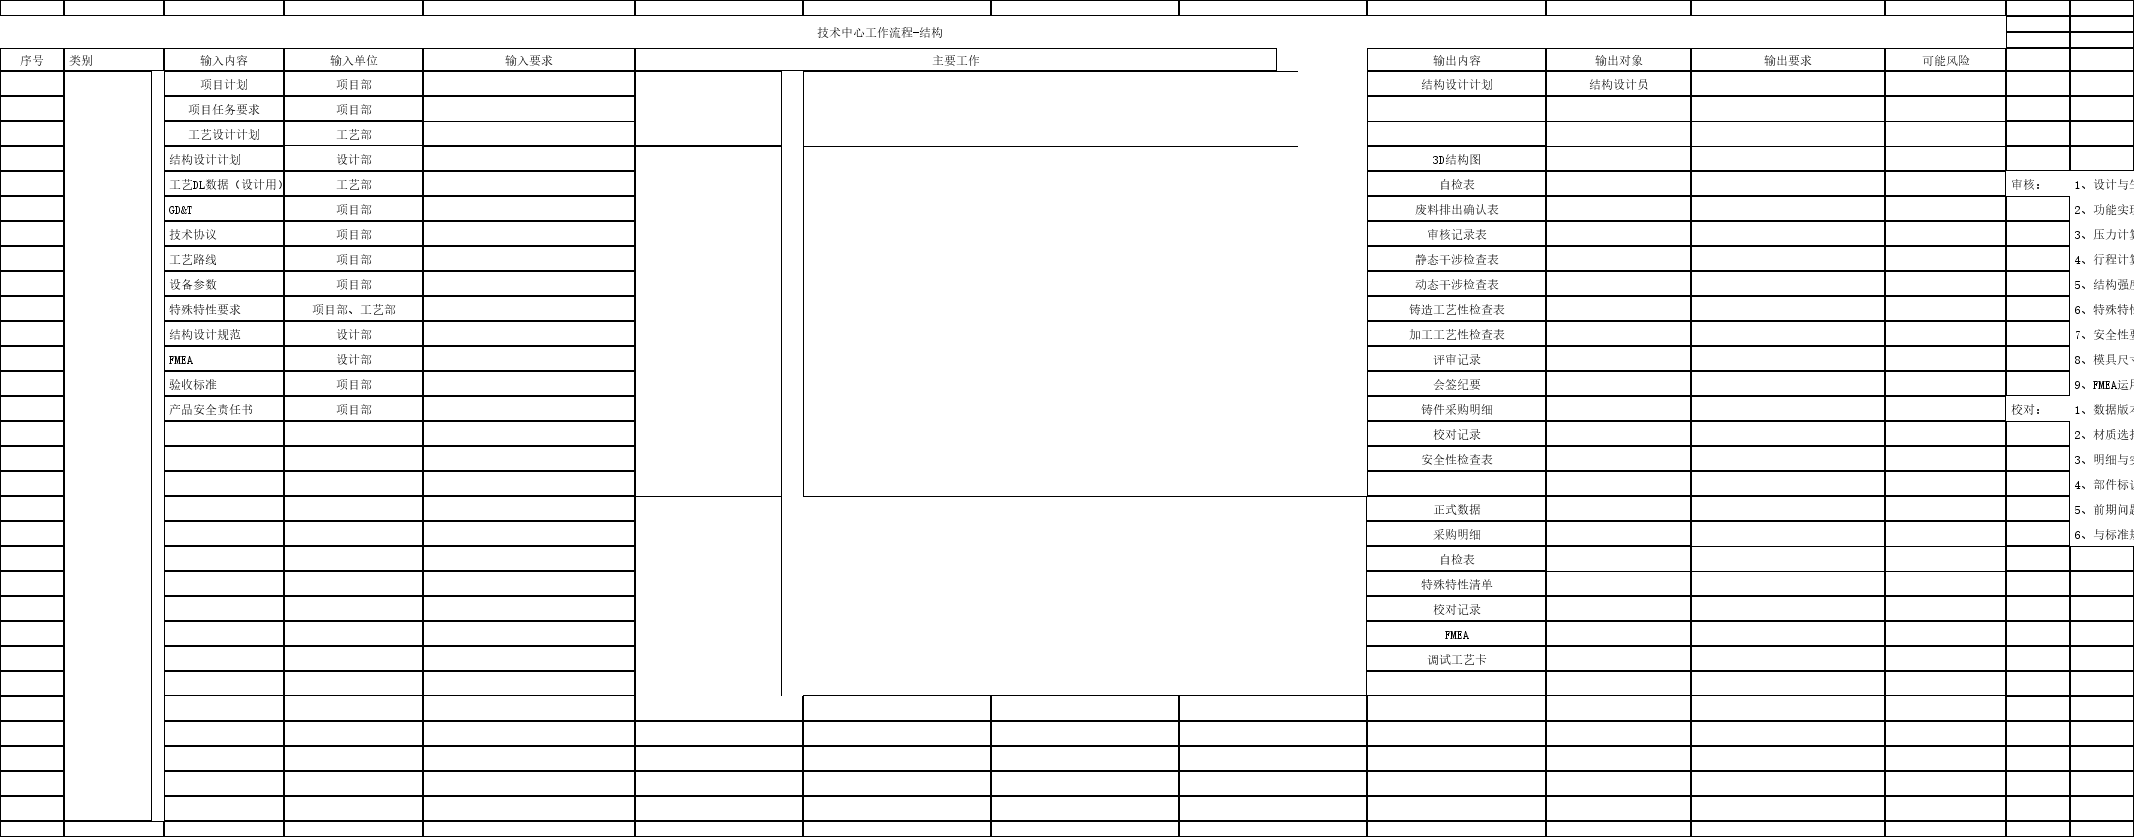 技术中心工作流程-结构
序号 类别 输入内容 输入单位 输入要求 主要工作 输出内容 输出对象 输出要求 可能风险
项目计划 项目部 结构设计计划 结构设计员
项目任务要求 项目部
工艺设计计划 工艺部
结构设计计划 设计部 3D结构图
工艺DL数据（设计用） 工艺部 自检表 审核： 1、设计与
GD&T 项目部 废料排出确认表 2、功能实
技术协议 项目部 审核记录表 3、压力计
工艺路线 项目部 静态干涉检查表 4、行程计
设备参数 项目部 动态干涉检查表 5、结构强
特殊特性要求 项目部、工艺部 铸造工艺性检查表 6、特殊特
结构设计规范 设计部 加工工艺性检查表 7、安全性
FMEA 设计部 评审记录 8、模具尺
验收标准 项目部 会签纪要 9、FMEA运
产品安全责任书 项目部 铸件采购明细 校对： 1、数据版
校对记录 2、材质选
安全性检查表 3、明细与
4、部件标
正式数据 5、前期问
采购明细 6、与标准
自检表
特殊特性清单
校对记录
FMEA
调试工艺卡